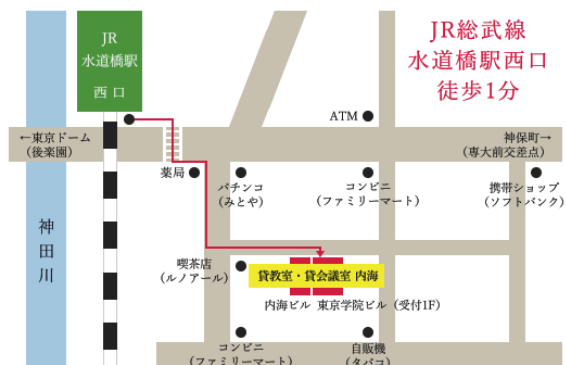 JR
水道橋駅
西口
JR総武線
水道橋駅西口
徒歩1分
ATM
←東京ドーム
(後楽園)
神保町→
(専大前交差点)
薬局
パチンコ
(みとや)
コンビニ
(ファミリーマート)
携帯ショップ
(ソフトバンク)
神田川
喫茶店
(ルノアール)
貸教室・貸会議室 内海
内海ビル 東京学院ビル (受付1F)
コンビニ
(ファミリーマート)
自販機
(タバコ)